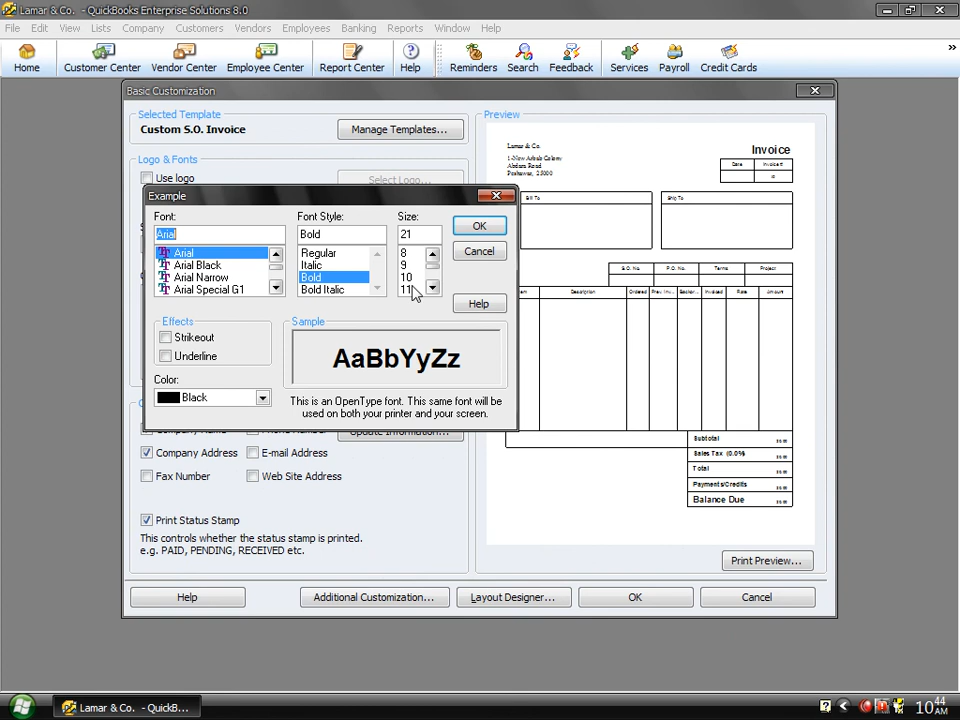 Lamar & Co. - QuickBooks Enterprise Solutions 8.0
File Edit View Lists Company Customers Vendors Employees Banking Reports Window Help
Home Customer Center Vendor Center Employee Center Report Center Help Reminders Search Feedback Services Payroll Credit Cards
Basic Customization
Selected Template
Custom S.O. Invoice
Manage Templates...
Logo & Fonts
Use logo
Select Logo...
Example
Font:
Font Style:
Size:
Arial
Bold
21
OK
Arial
Arial Black
Arial Narrow
Arial Special G1
Regular
Italic
Bold
Bold Italic
8
9
10
11
Cancel
Help
Effects
Strikeout
Underline
Sample
AaBbYyZz
Color:
Black
This is an OpenType font. This same font will be
used on both your printer and your screen.
Update Information...
Company Address
E-mail Address
Fax Number
Web Site Address
Print Status Stamp
This controls whether the status stamp is printed.
e.g. PAID, PENDING, RECEIVED etc.
Preview
Lamar & Co.
Peshawar, 25000
Invoice
Date Invoice #
Bill To
Ship To
S.O. No. P.O. No. Terms Project
Description Ordered Prev. Invo... Invoiced Rate Amount
Subtotal
Sales Tax (0.0%
Total
Payments/Credits
Balance Due
Print Preview...
Help
Additional Customization...
Layout Designer...
OK
Cancel
Lamar & Co. - QuickB...
10:44 AM